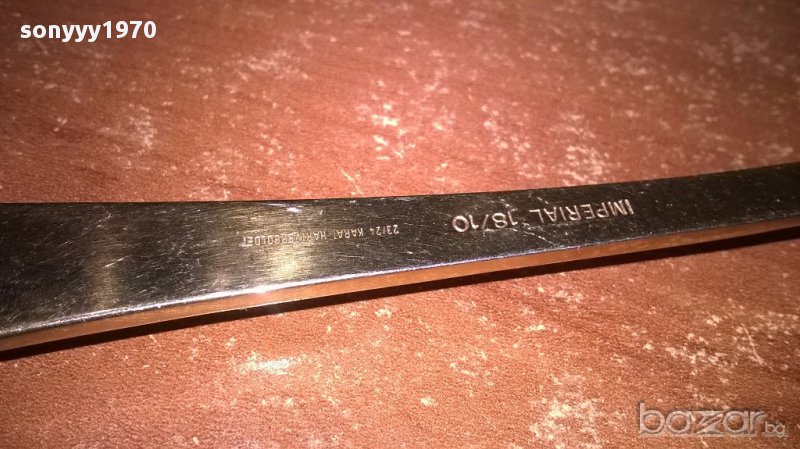 sonyyy1970
IMPERIAL 18/10
23/24 KARAT HARTVERGOLDET
bazar.bg